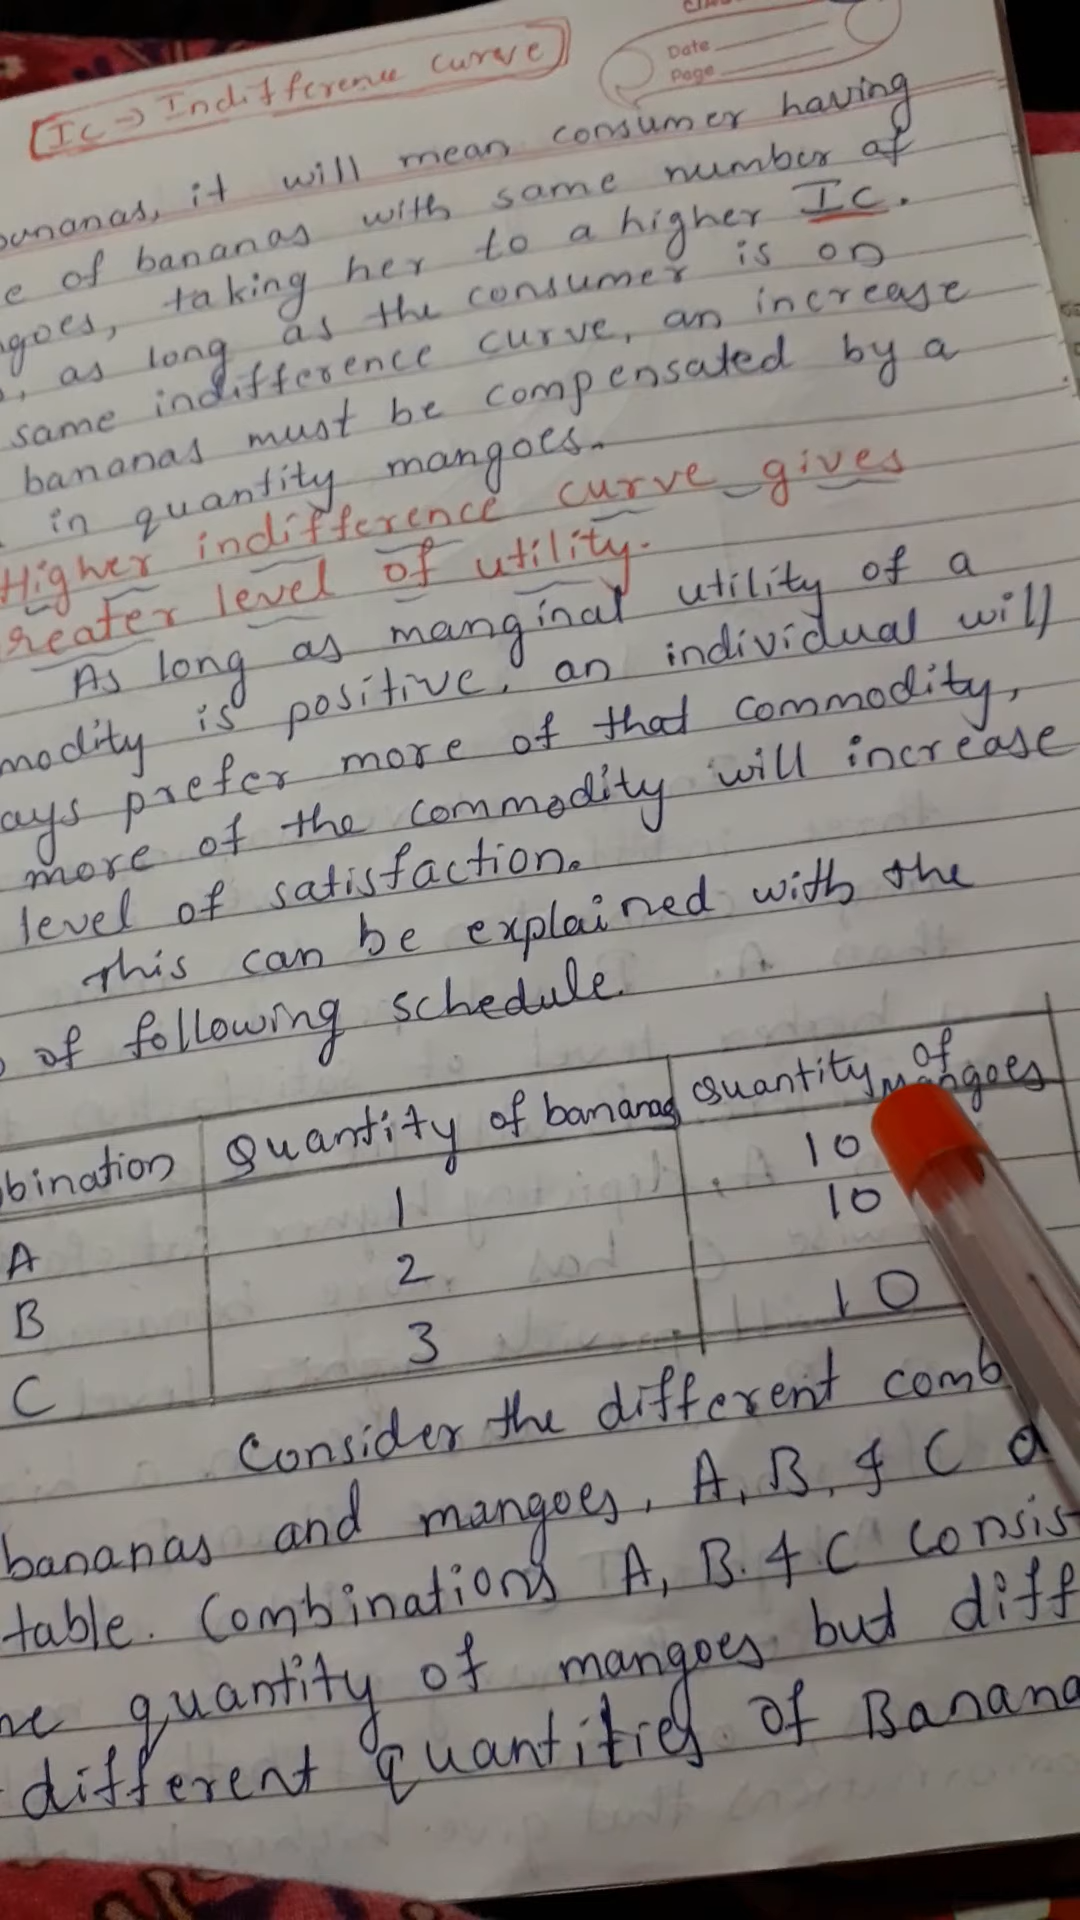 Date
Page
[IC → Indifference curve]
bananas, it will mean consumer having
e of bananas with same number of
ngoes, taking her to a higher IC.
, as long as the consumer is on
same indifference curve, an increase
bananas must be compensated by a
in quantity mangoes.
Higher indifference curve gives
reater level of utility.
As long as manginal utility of a
modity is positive, an individual will
ays prefer more of that commodity,
more of the commodity will increase
level of satisfaction.
This can be explained with the
of following schedule.
bination Quantity of bananas Quantity of Mangoes
A 1 10
B 2 10
C 3 10
Consider the different comb
bananas and mangoes, A, B, & C
table. Combinations A, B. & C consis
me quantity of mangoes but diff
different quantities of Banana